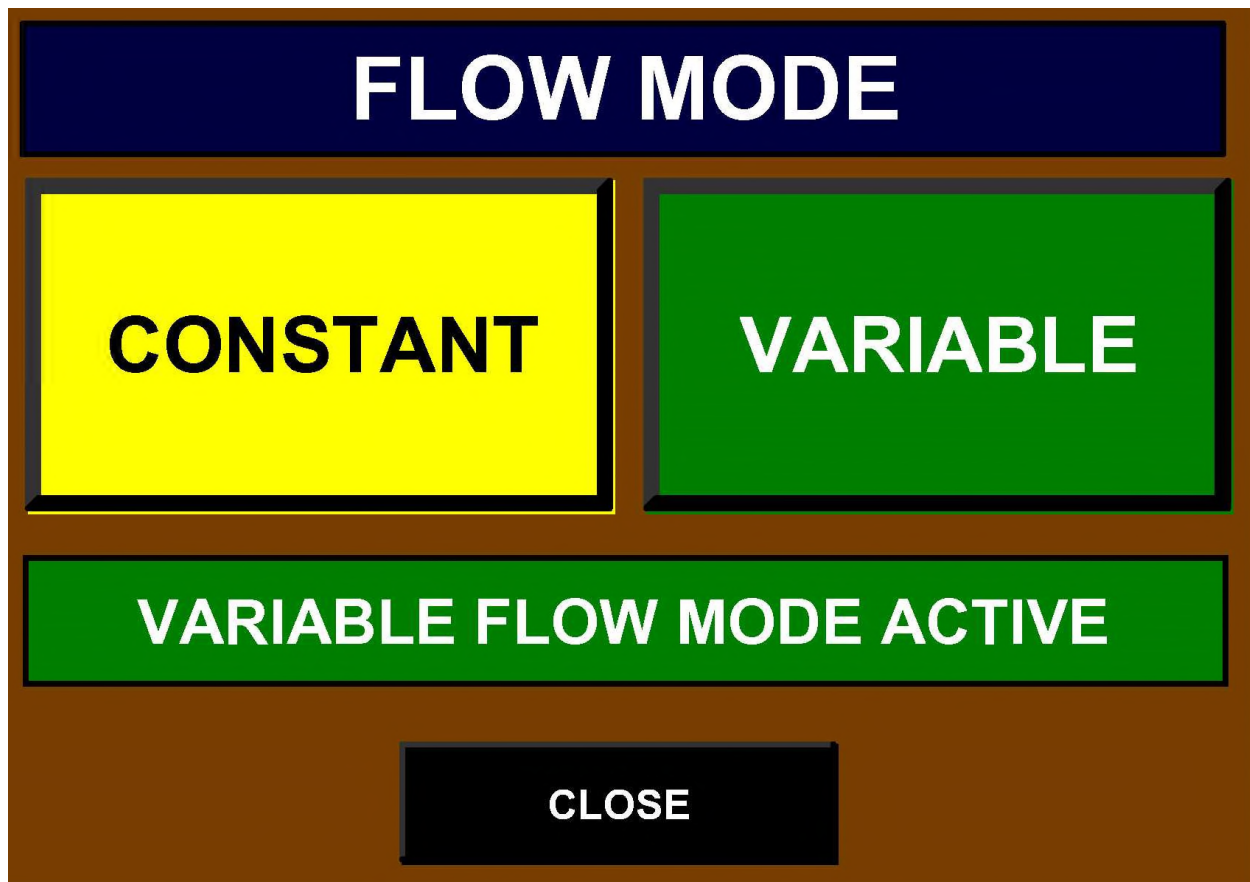 FLOW MODE
CONSTANT
VARIABLE
VARIABLE FLOW MODE ACTIVE
CLOSE